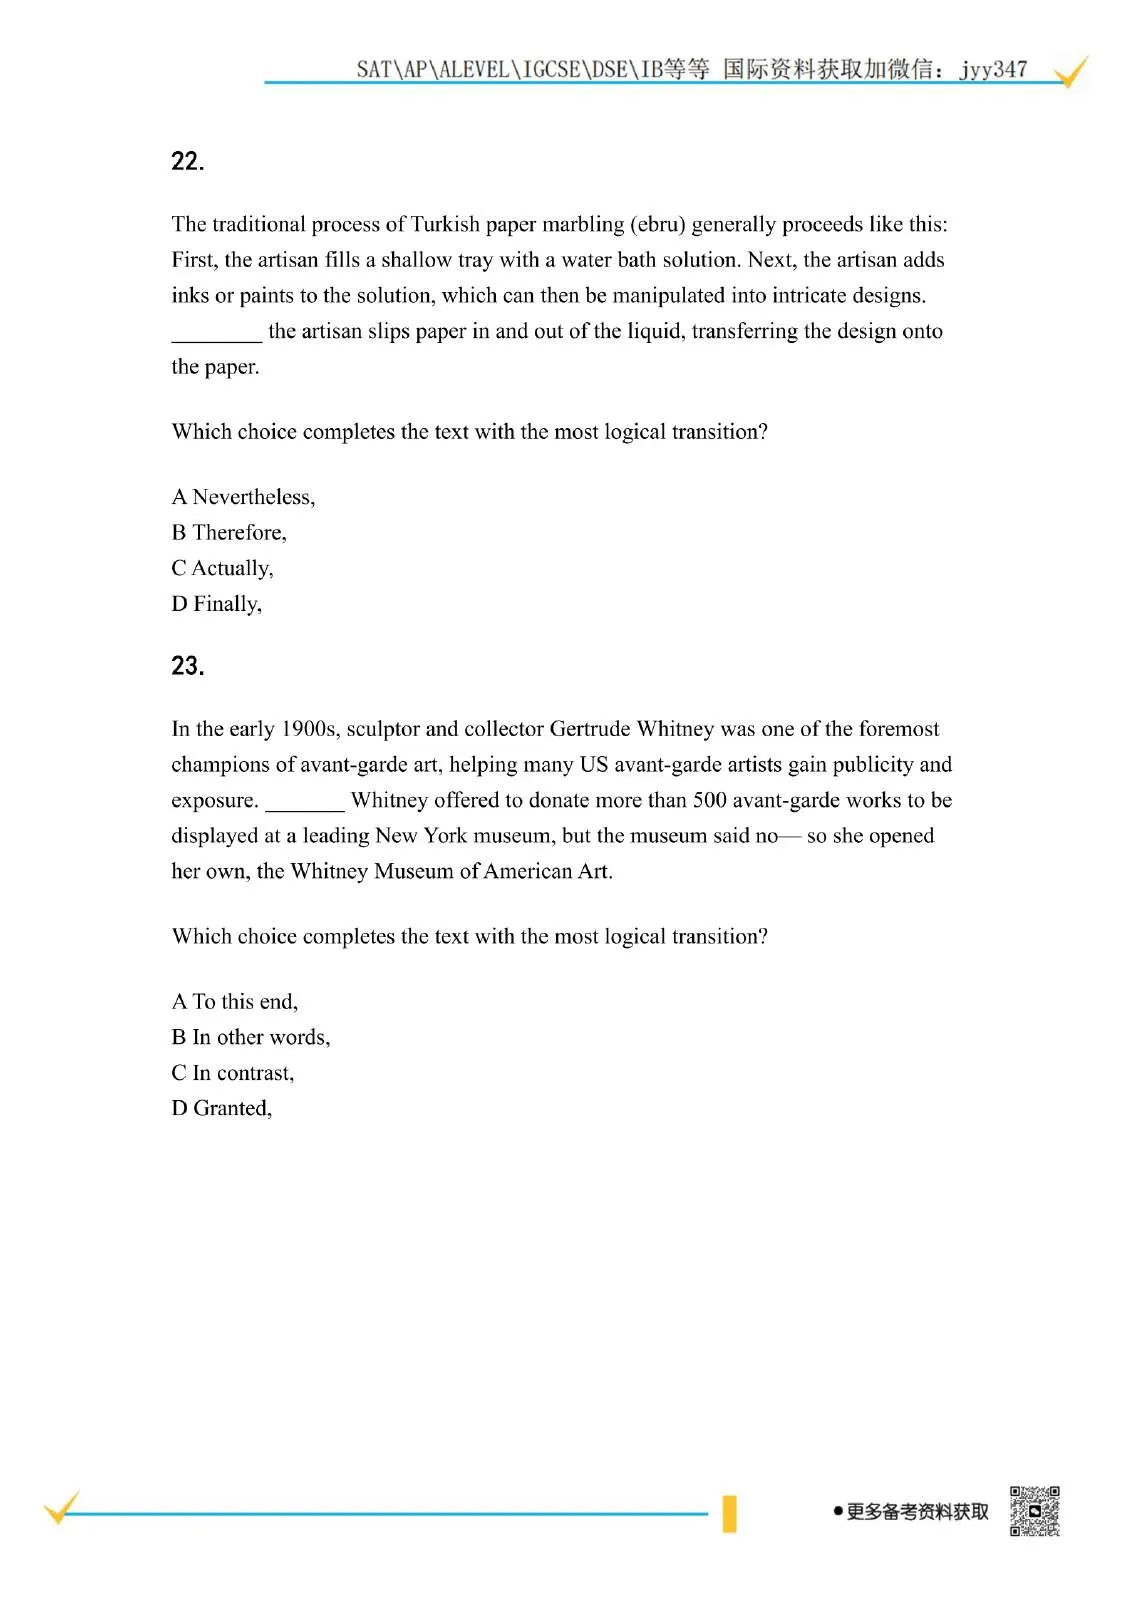 SAT\AP\ALEVEL\IGCSE\DSE\IB等等 国际资料获取加微信：jyy347
22.
The traditional process of Turkish paper marbling (ebru) generally proceeds like this:
First, the artisan fills a shallow tray with a water bath solution. Next, the artisan adds
inks or paints to the solution, which can then be manipulated into intricate designs.
________ the artisan slips paper in and out of the liquid, transferring the design onto
the paper.
Which choice completes the text with the most logical transition?
A Nevertheless,
B Therefore,
C Actually,
D Finally,
23.
In the early 1900s, sculptor and collector Gertrude Whitney was one of the foremost
champions of avant-garde art, helping many US avant-garde artists gain publicity and
exposure. _______ Whitney offered to donate more than 500 avant-garde works to be
displayed at a leading New York museum, but the museum said no— so she opened
her own, the Whitney Museum of American Art.
Which choice completes the text with the most logical transition?
A To this end,
B In other words,
C In contrast,
D Granted,
●更多备考资料获取